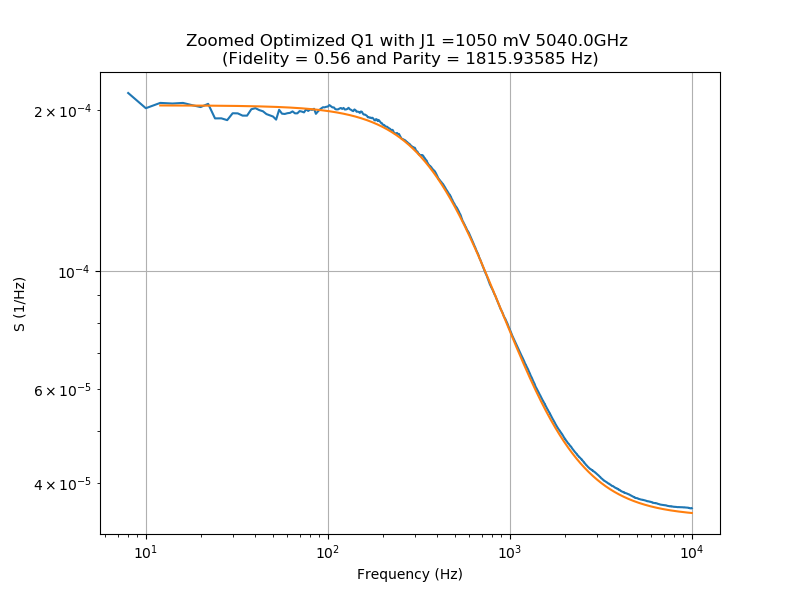 Zoomed Optimized Q1 with J1 =1050 mV 5040.0GHz
(Fidelity = 0.56 and Parity = 1815.93585 Hz)
S (1/Hz)
2 × 10⁻⁴
10⁻⁴
6 × 10⁻⁵
4 × 10⁻⁵
10¹ 10² 10³ 10⁴
Frequency (Hz)